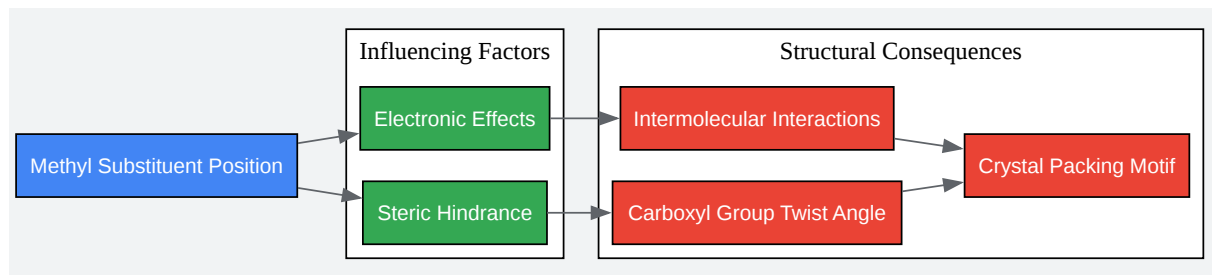 Influencing Factors
Structural Consequences
Electronic Effects
Intermolecular Interactions
Methyl Substituent Position
Crystal Packing Motif
Steric Hindrance
Carboxyl Group Twist Angle